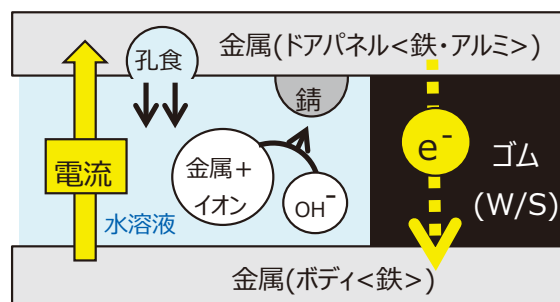 金属(ドアパネル<鉄・アルミ>)
孔食
錆
電流
金属+
イオン
OH⁻
e⁻
ゴム
(W/S)
水溶液
金属(ボディ<鉄>)